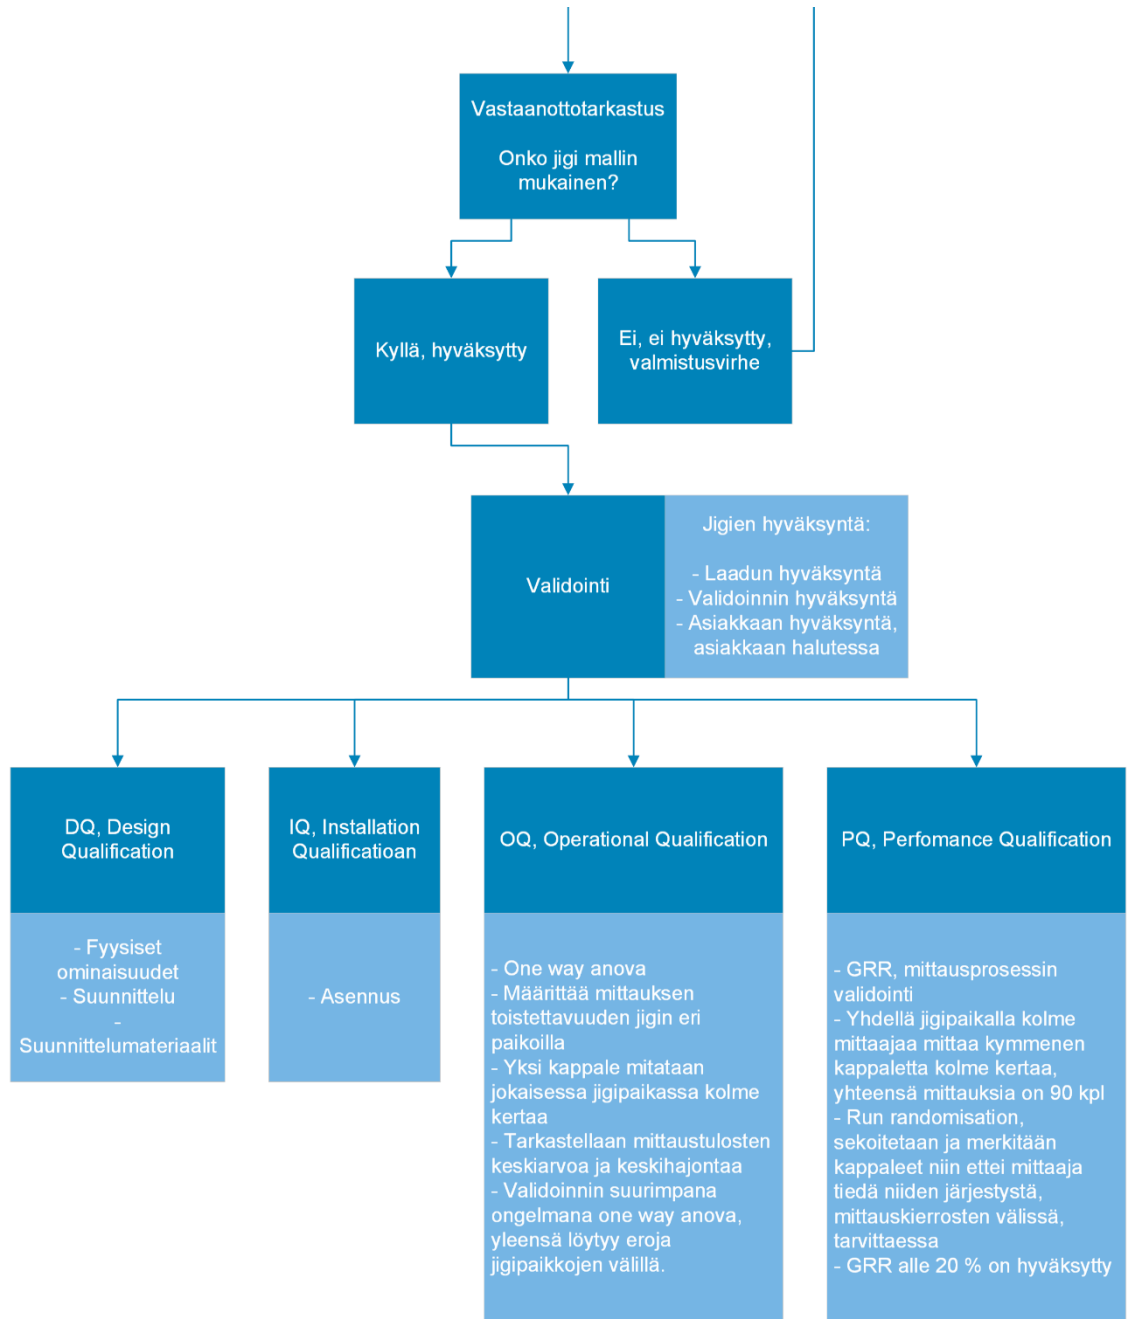 Vastaanottotarkastus
Onko jigi mallin
mukainen?
Kyllä, hyväksytty
Ei, ei hyväksytty,
valmistusvirhe
Validointi
Jigien hyväksyntä:
- Laadun hyväksyntä
- Validoinnin hyväksyntä
- Asiakkaan hyväksyntä,
asiakkaan halutessa
DQ, Design
Qualification
- Fyysiset
ominaisuudet
- Suunnittelu
-
Suunnittelumateriaalit
IQ, Installation
Qualificatioan
- Asennus
OQ, Operational Qualification
- One way anova
- Määrittää mittauksen
toistettavuuden jigin eri
paikoilla
- Yksi kappale mitataan
jokaisessa jigipaikassa kolme
kertaa
- Tarkastellaan mittaustulosten
keskiarvoa ja keskihajontaa
- Validoinnin suurimpana
ongelmana one way anova,
yleensä löytyy eroja
jigipaikkojen välillä.
PQ, Perfomance Qualification
- GRR, mittausprosessin
validointi
- Yhdellä jigipaikalla kolme
mittaajaa mittaa kymmenen
kappaletta kolme kertaa,
yhteensä mittauksia on 90 kpl
- Run randomisation,
sekoitetaan ja merkitään
kappaleet niin ettei mittaaja
tiedä niiden järjestystä,
mittauskierrosten välissä,
tarvittaessa
- GRR alle 20 % on hyväksytty